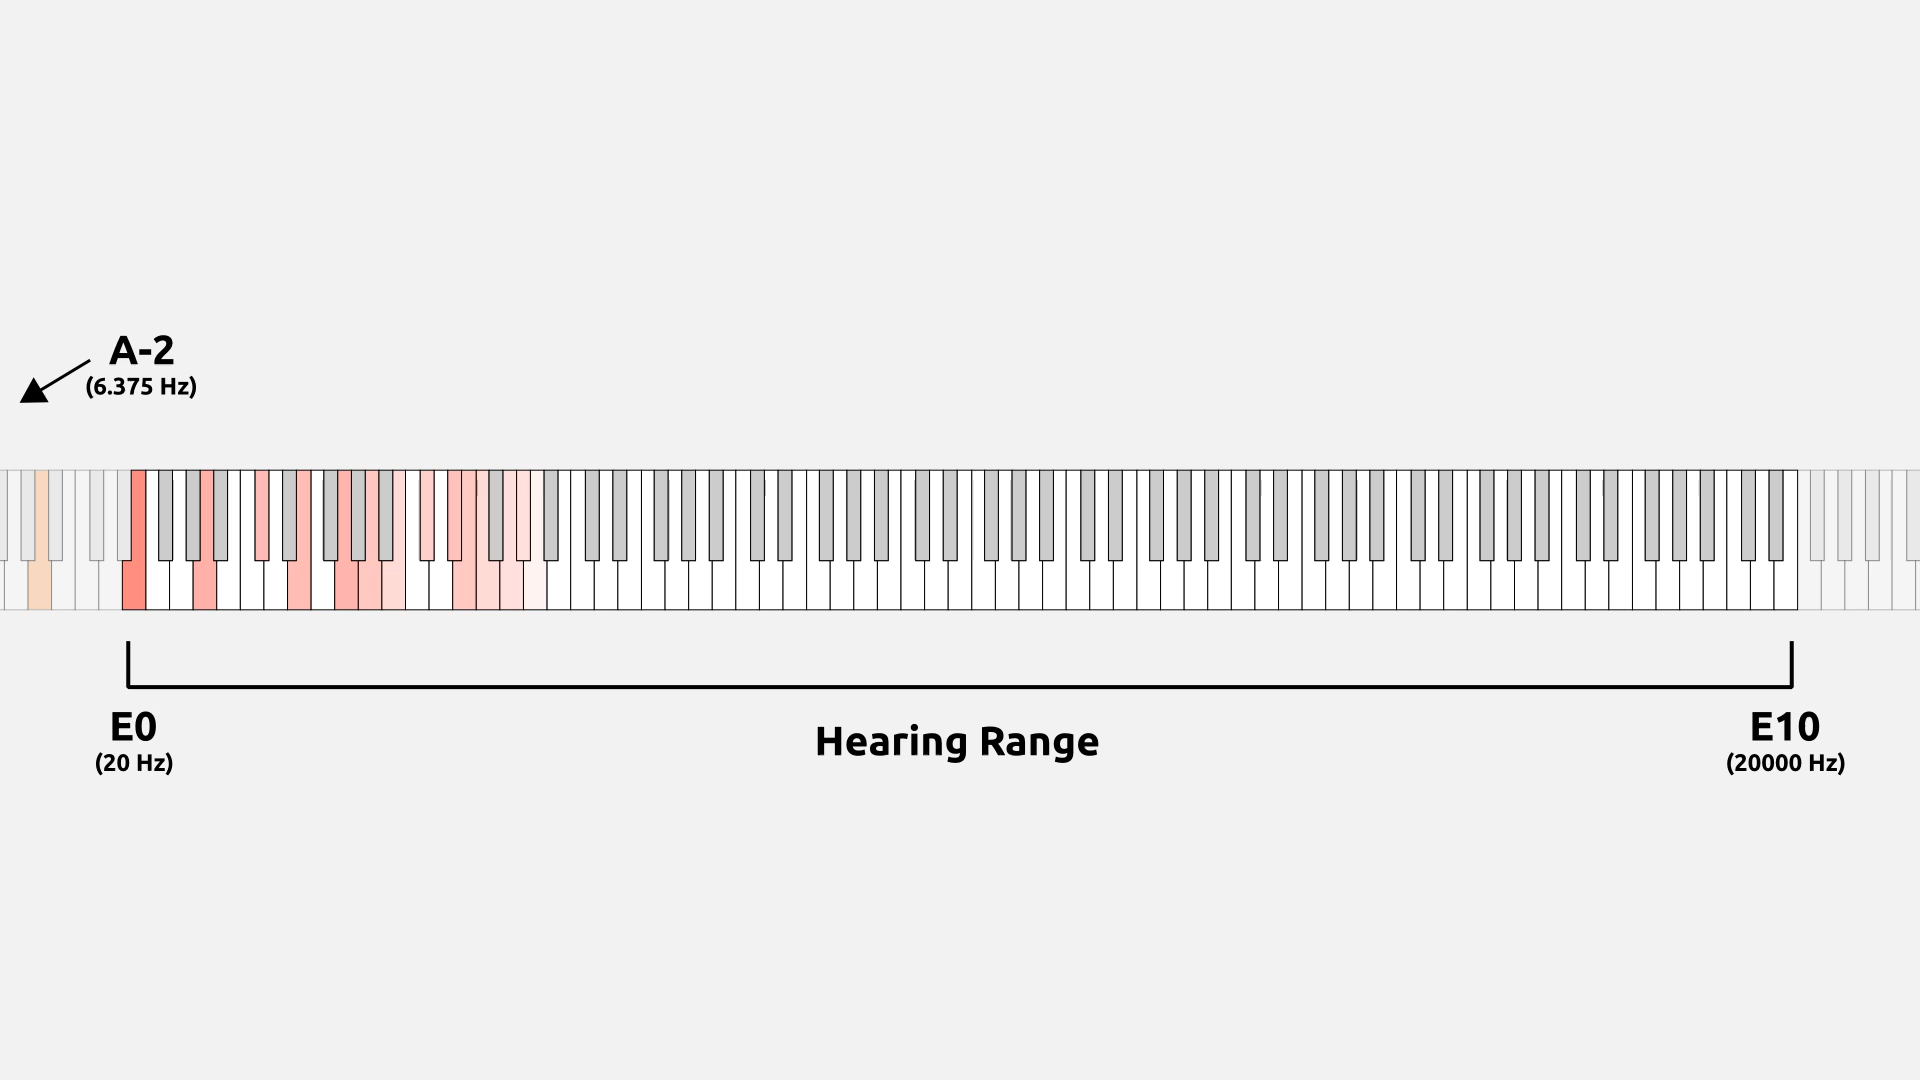 A-2
(6.375 Hz)
E0
(20 Hz)
Hearing Range
E10
(20000 Hz)